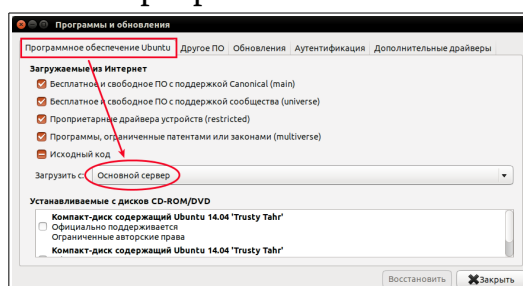 Программы и обновления
Программное обеспечение Ubuntu Другое ПО Обновления Аутентификация Дополнительные драйверы
Загружаемые из Интернет
Бесплатное и свободное ПО с поддержкой Canonical (main)
Бесплатное и свободное ПО с поддержкой сообщества (universe)
Проприетарные драйвера устройств (restricted)
Программы, ограниченные патентами или законами (multiverse)
Исходный код
Загрузить с: Основной сервер
Устанавливаемые с дисков CD-ROM/DVD
Компакт-диск содержащий Ubuntu 14.04 'Trusty Tahr'
Официально поддерживается
Ограниченные авторские права
Компакт-диск содержащий Ubuntu 14.04 'Trusty Tahr'
Восстановить Закрыть